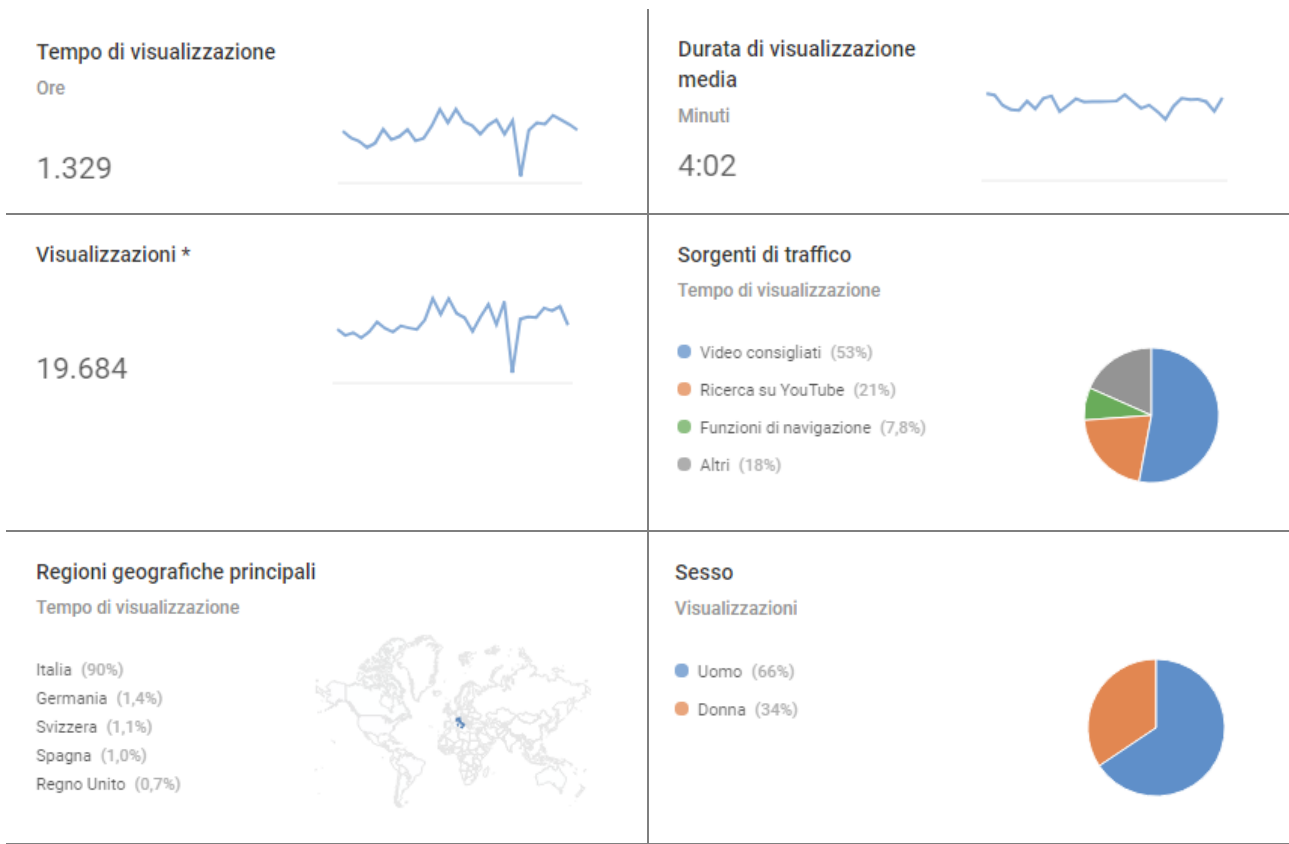 Tempo di visualizzazione
Ore
1.329
Durata di visualizzazione
media
Minuti
4:02
Visualizzazioni *
19.684
Sorgenti di traffico
Tempo di visualizzazione
Video consigliati (53%)
Ricerca su YouTube (21%)
Funzioni di navigazione (7,8%)
Altri (18%)
Regioni geografiche principali
Tempo di visualizzazione
Italia (90%)
Germania (1,4%)
Svizzera (1,1%)
Spagna (1,0%)
Regno Unito (0,7%)
Sesso
Visualizzazioni
Uomo (66%)
Donna (34%)